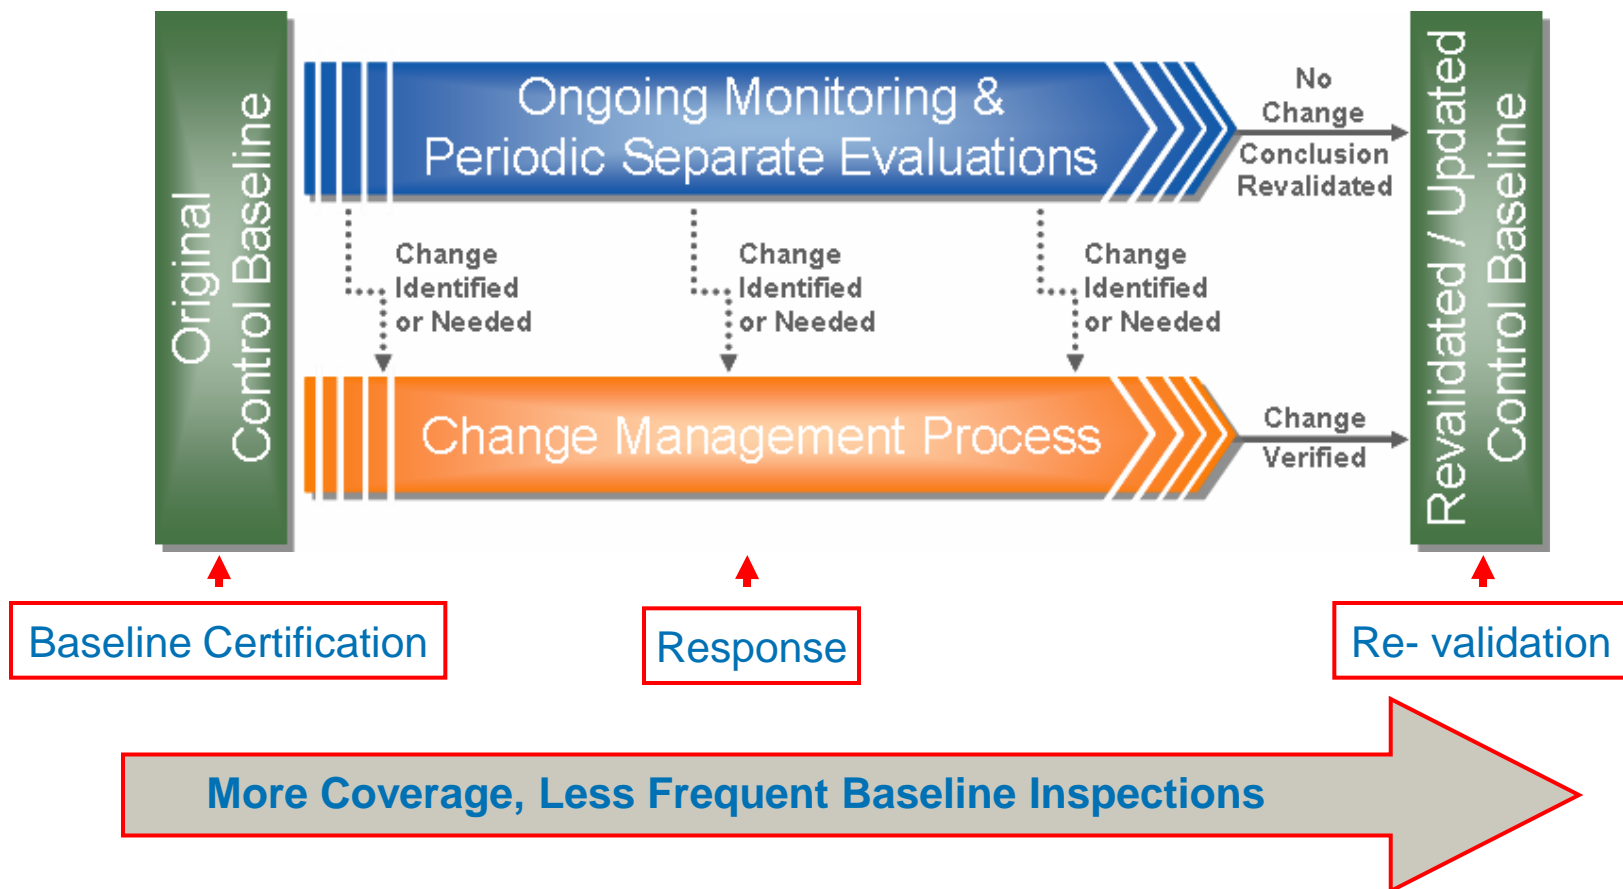 Original
Control Baseline
Ongoing Monitoring &
Periodic Separate Evaluations
No
Change
Conclusion
Revalidated
Change
Identified
or Needed
Change
Identified
or Needed
Change
Identified
or Needed
Change Management Process
Change
Verified
Revalidated / Updated
Control Baseline
Baseline Certification
Response
Re- validation
More Coverage, Less Frequent Baseline Inspections